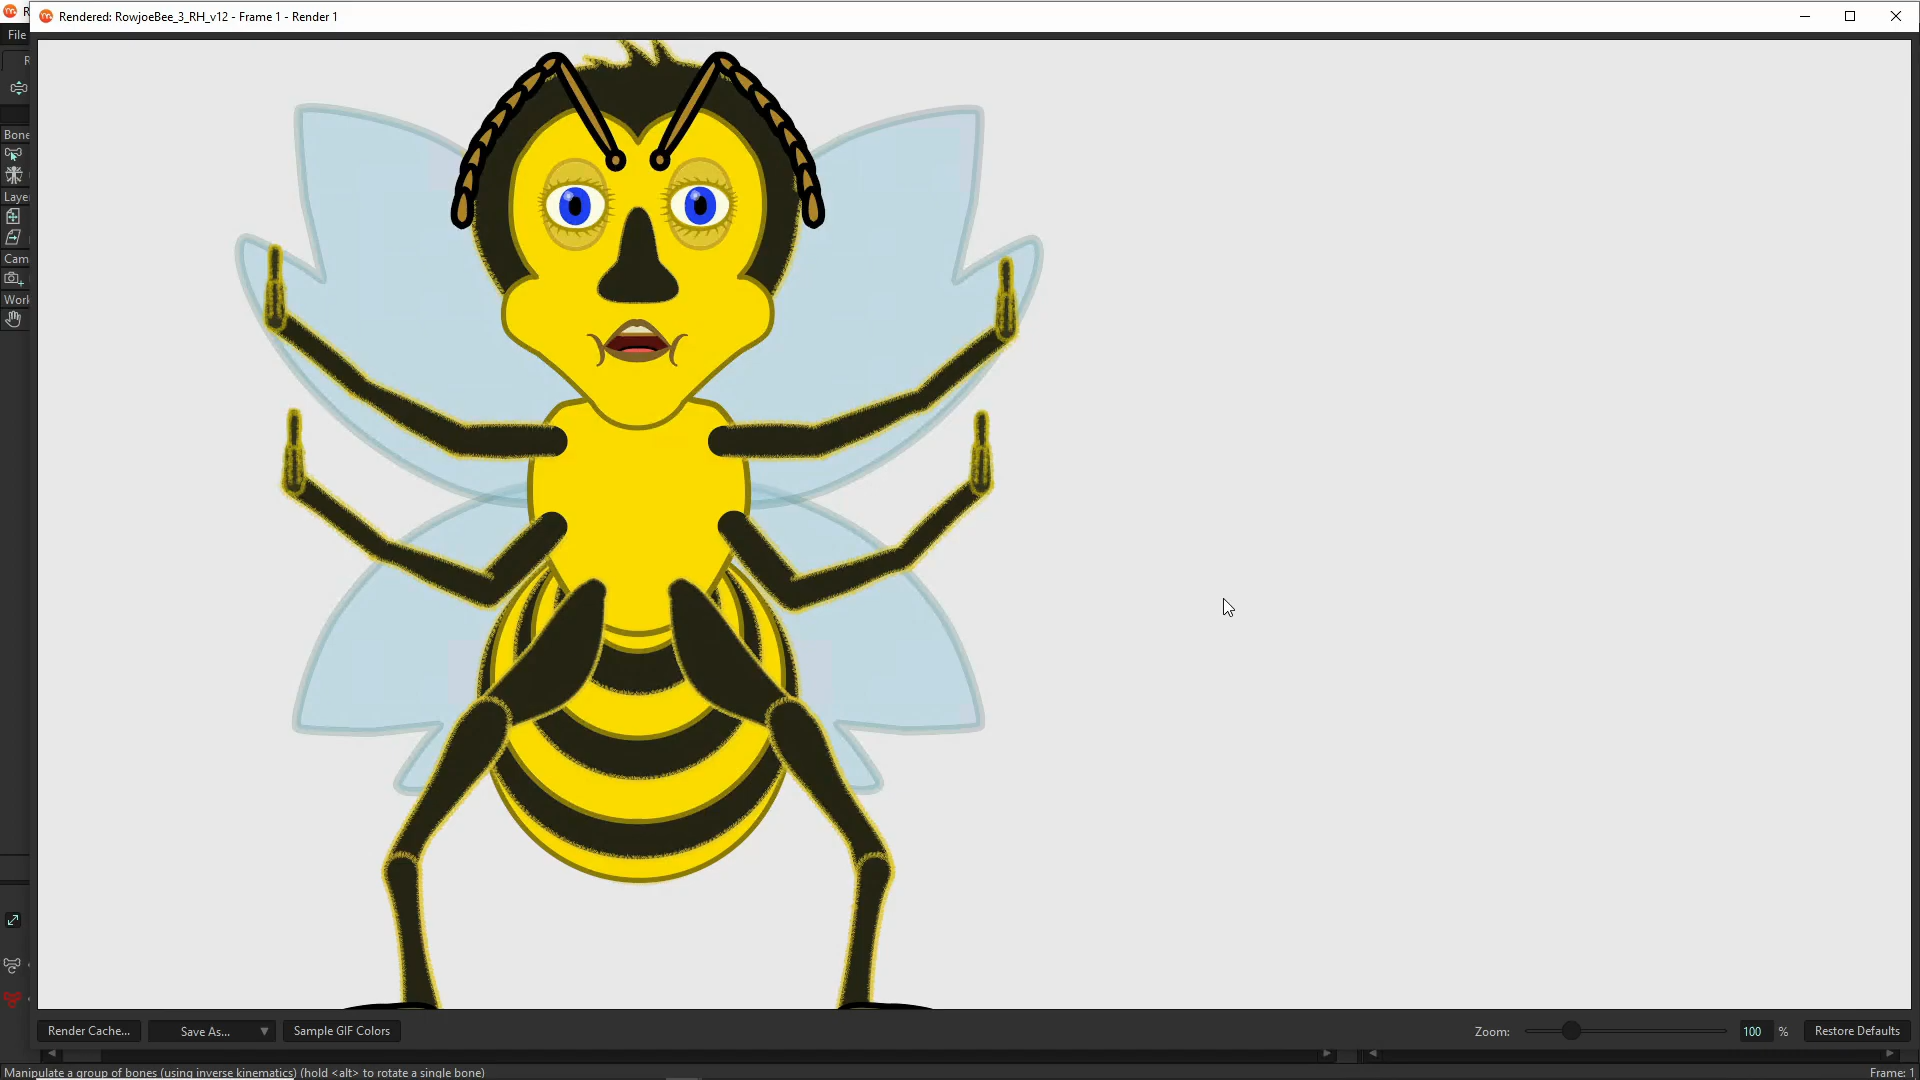 Rendered: RowjoeBee_3_RH_v12 - Frame 1 - Render 1
File
R
Bone
Laye
Cam
Work
Render Cache...
Save As...
Sample GIF Colors
Zoom:
100
%
Restore Defaults
Manipulate a group of bones (using inverse kinematics) (hold <alt> to rotate a single bone)
Frame: 1